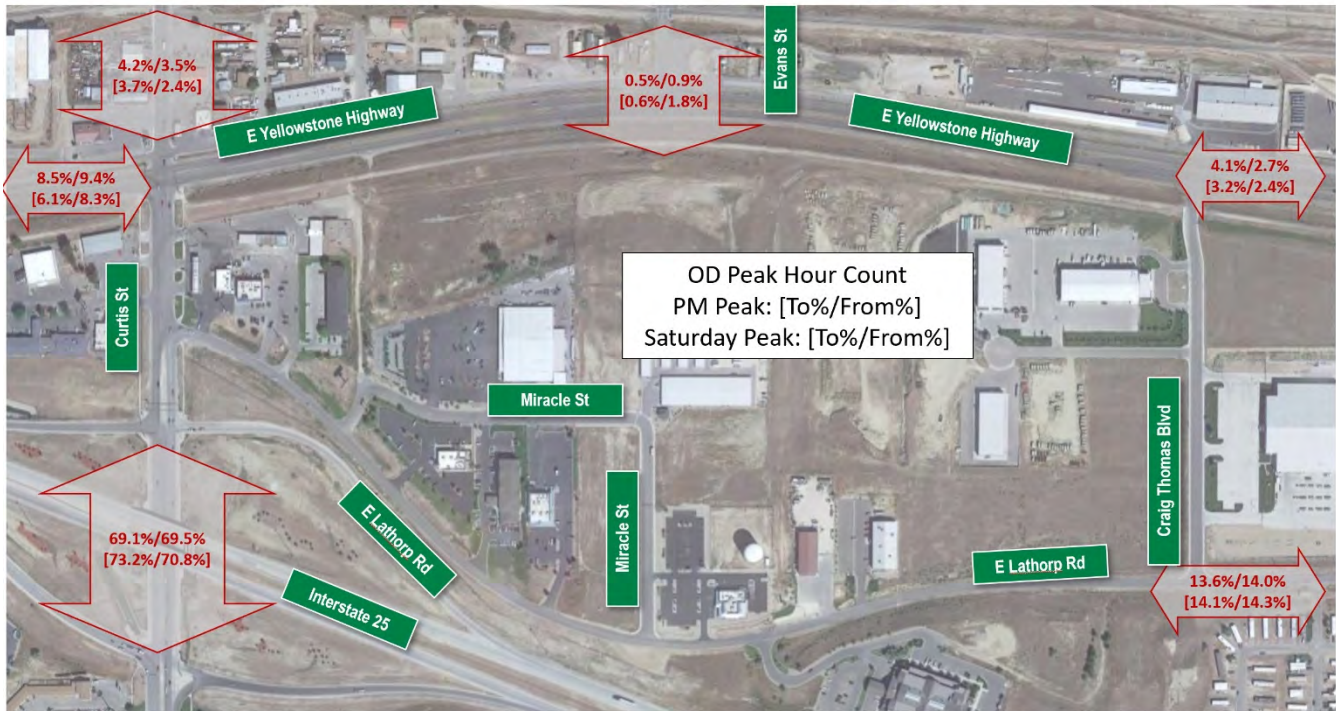 4.2%/3.5%
[3.7%/2.4%]
0.5%/0.9%
[0.6%/1.8%]
Evans St
E Yellowstone Highway
E Yellowstone Highway
8.5%/9.4%
[6.1%/8.3%]
4.1%/2.7%
[3.2%/2.4%]
OD Peak Hour Count
PM Peak: [To%/From%]
Saturday Peak: [To%/From%]
Curtis St
Miracle St
Miracle St
Craig Thomas Blvd
69.1%/69.5%
[73.2%/70.8%]
E Lathorp Rd
E Lathorp Rd
Interstate 25
13.6%/14.0%
[14.1%/14.3%]